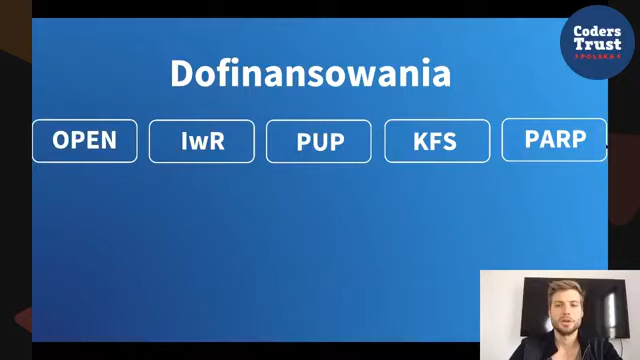 Dofinansowania
OPEN
IwR
PUP
KFS
PARP
Coders
Trust
POLSKA